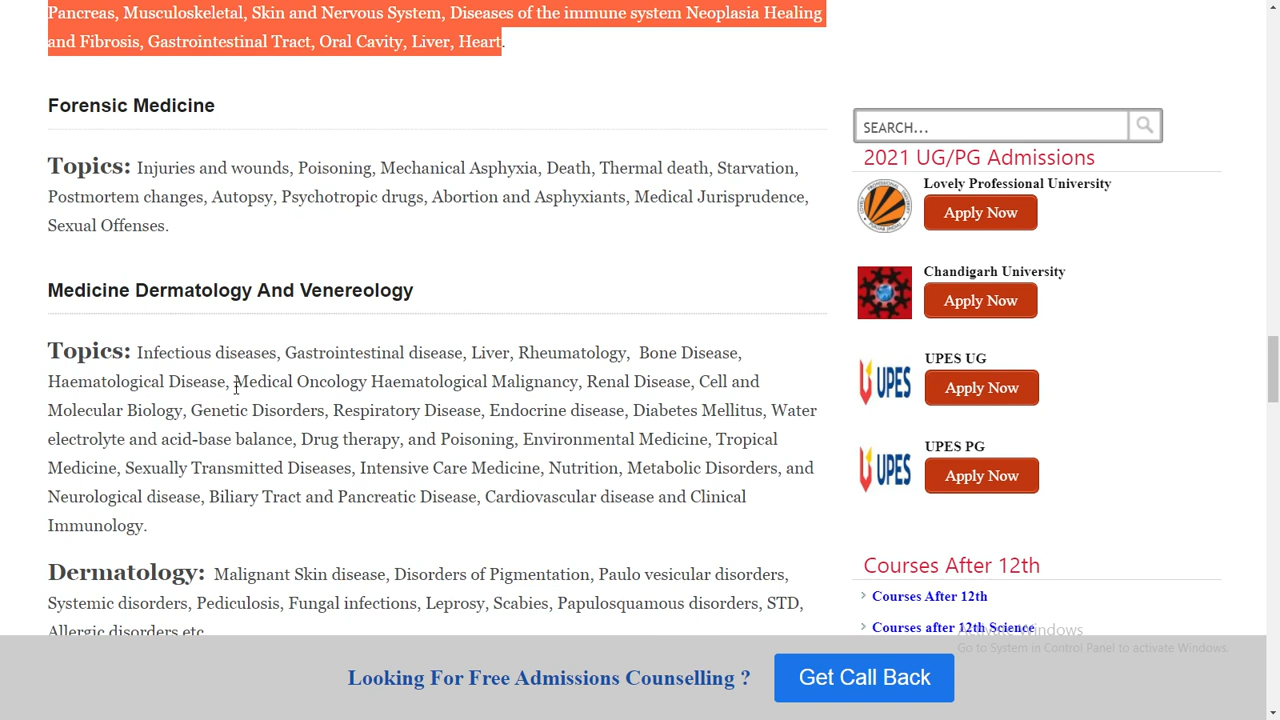 Pancreas, Musculoskeletal, Skin and Nervous System, Diseases of the immune system Neoplasia Healing
and Fibrosis, Gastrointestinal Tract, Oral Cavity, Liver, Heart.
Forensic Medicine
Topics: Injuries and wounds, Poisoning, Mechanical Asphyxia, Death, Thermal death, Starvation,
Postmortem changes, Autopsy, Psychotropic drugs, Abortion and Asphyxiants, Medical Jurisprudence,
Sexual Offenses.
Medicine Dermatology And Venereology
Topics: Infectious diseases, Gastrointestinal disease, Liver, Rheumatology, Bone Disease,
Haematological Disease, Medical Oncology Haematological Malignancy, Renal Disease, Cell and
Molecular Biology, Genetic Disorders, Respiratory Disease, Endocrine disease, Diabetes Mellitus, Water
electrolyte and acid-base balance, Drug therapy, and Poisoning, Environmental Medicine, Tropical
Medicine, Sexually Transmitted Diseases, Intensive Care Medicine, Nutrition, Metabolic Disorders, and
Neurological disease, Biliary Tract and Pancreatic Disease, Cardiovascular disease and Clinical
Immunology.
Dermatology: Malignant Skin disease, Disorders of Pigmentation, Paulo vesicular disorders,
Systemic disorders, Pediculosis, Fungal infections, Leprosy, Scabies, Papulosquamous disorders, STD,
Allergic disorders etc
SEARCH...
2021 UG/PG Admissions
Lovely Professional University
Apply Now
Chandigarh University
Apply Now
UPES UG
UPES
Apply Now
UPES PG
UPES
Apply Now
Courses After 12th
Courses After 12th
Courses after 12th Science
Activate Windows
Go to System in Control Panel to activate Windows.
Looking For Free Admissions Counselling ?
Get Call Back